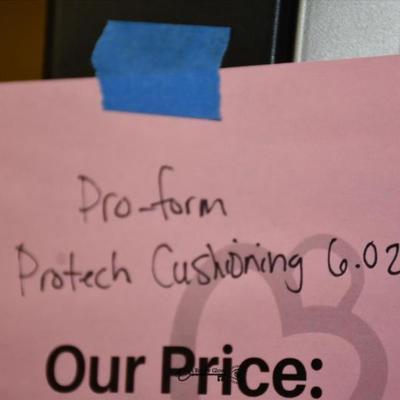 Pro-form
Protech Cushioning 6.02
Our Price: